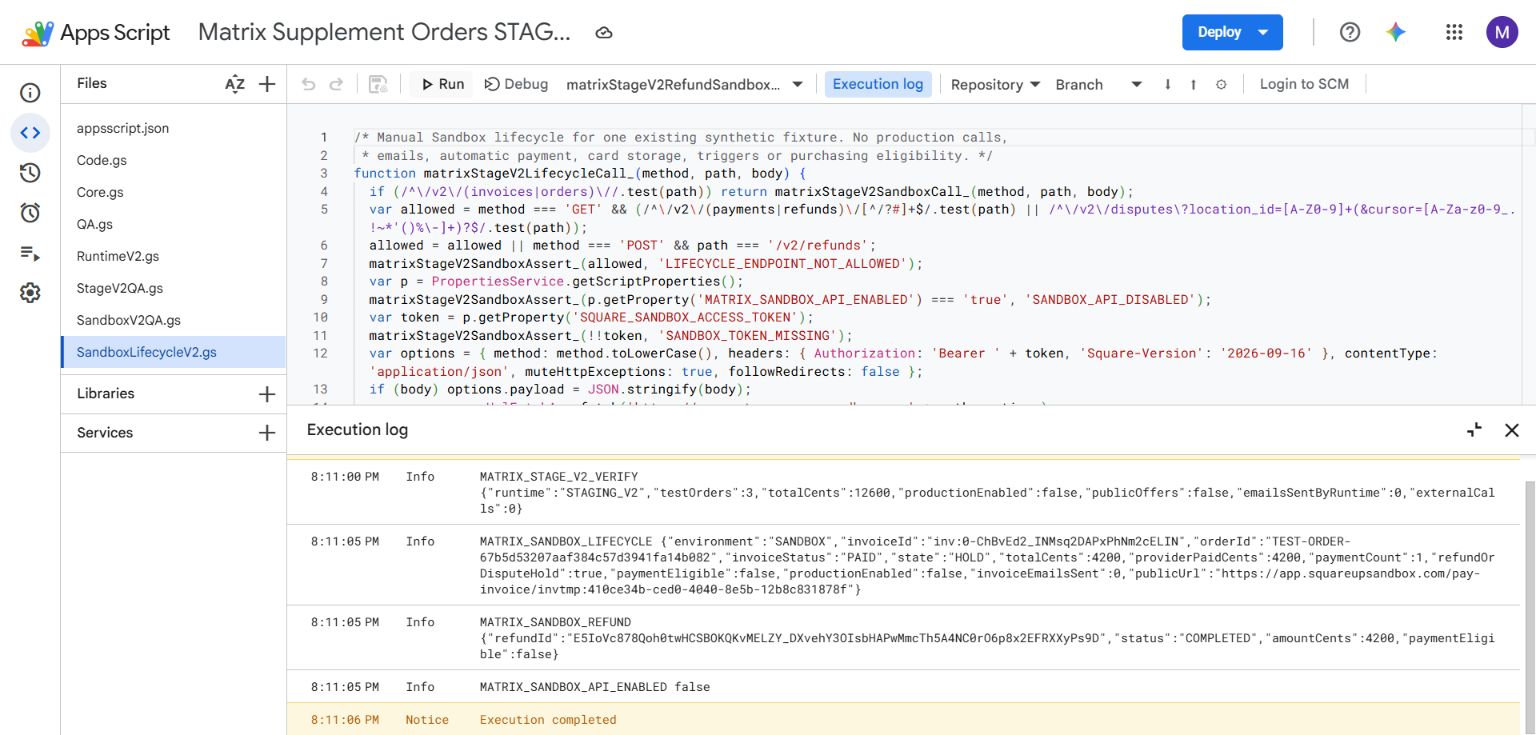 Apps Script
Matrix Supplement Orders STAG...
Deploy
M
Files
AZ
Run
Debug
matrixStageV2RefundSandbox...
Execution log
Repository
Branch
Login to SCM
appsscript.json
Code.gs
Core.gs
QA.gs
RuntimeV2.gs
StageV2QA.gs
SandboxV2QA.gs
SandboxLifecycleV2.gs
Libraries
Services
1 /* Manual Sandbox lifecycle for one existing synthetic fixture. No production calls,
2 * emails, automatic payment, card storage, triggers or purchasing eligibility. */
3 function matrixStageV2LifecycleCall_(method, path, body) {
4 if (/^\/v2\/(invoices|orders)\//.test(path)) return matrixStageV2SandboxCall_(method, path, body);
5 var allowed = method === 'GET' && (/^\/v2\/(payments|refunds)\/[^/?#]+$/.test(path) || /^\/v2\/disputes\?location_id=[A-Z0-9]+(&cursor=[A-Za-z0-9_.
!~*'()%\-]+)?$/.test(path));
6 allowed = allowed || method === 'POST' && path === '/v2/refunds';
7 matrixStageV2SandboxAssert_(allowed, 'LIFECYCLE_ENDPOINT_NOT_ALLOWED');
8 var p = PropertiesService.getScriptProperties();
9 matrixStageV2SandboxAssert_(p.getProperty('MATRIX_SANDBOX_API_ENABLED') === 'true', 'SANDBOX_API_DISABLED');
10 var token = p.getProperty('SQUARE_SANDBOX_ACCESS_TOKEN');
11 matrixStageV2SandboxAssert_(!!token, 'SANDBOX_TOKEN_MISSING');
12 var options = { method: method.toLowerCase(), headers: { Authorization: 'Bearer ' + token, 'Square-Version': '2026-09-16' }, contentType:
'application/json', muteHttpExceptions: true, followRedirects: false };
13 if (body) options.payload = JSON.stringify(body);
Execution log
8:11:00 PM Info MATRIX_STAGE_V2_VERIFY
{"runtime":"STAGING_V2","testOrders":3,"totalCents":12600,"productionEnabled":false,"publicOffers":false,"emailsSentByRuntime":0,"externalCal
ls":0}
8:11:05 PM Info MATRIX_SANDBOX_LIFECYCLE {"environment":"SANDBOX","invoiceId":"inv:0-ChBvEd2_INMsq2DAPxPhNm2cELIN","orderId":"TEST-ORDER-
67b5d53207aaf384c57d3941fa14b082","invoiceStatus":"PAID","state":"HOLD","totalCents":4200,"providerPaidCents":4200,"paymentCount":1,"refundOr
DisputeHold":true,"paymentEligible":false,"productionEnabled":false,"invoiceEmailsSent":0,"publicUrl":"https://app.squareupsandbox.com/pay-
invoice/invtmp:410ce34b-ced0-4040-8e5b-12b8c831878f"}
8:11:05 PM Info MATRIX_SANDBOX_REFUND
{"refundId":"E5IoVc878Qoh0twHCSBOKQKvMELZY_DXvehY3OIsbHAPwMmcTh5A4NC0rO6p8x2EFRXXyPs9D","status":"COMPLETED","amountCents":4200,"paymentEligi
ble":false}
8:11:05 PM Info MATRIX_SANDBOX_API_ENABLED false
8:11:06 PM Notice Execution completed